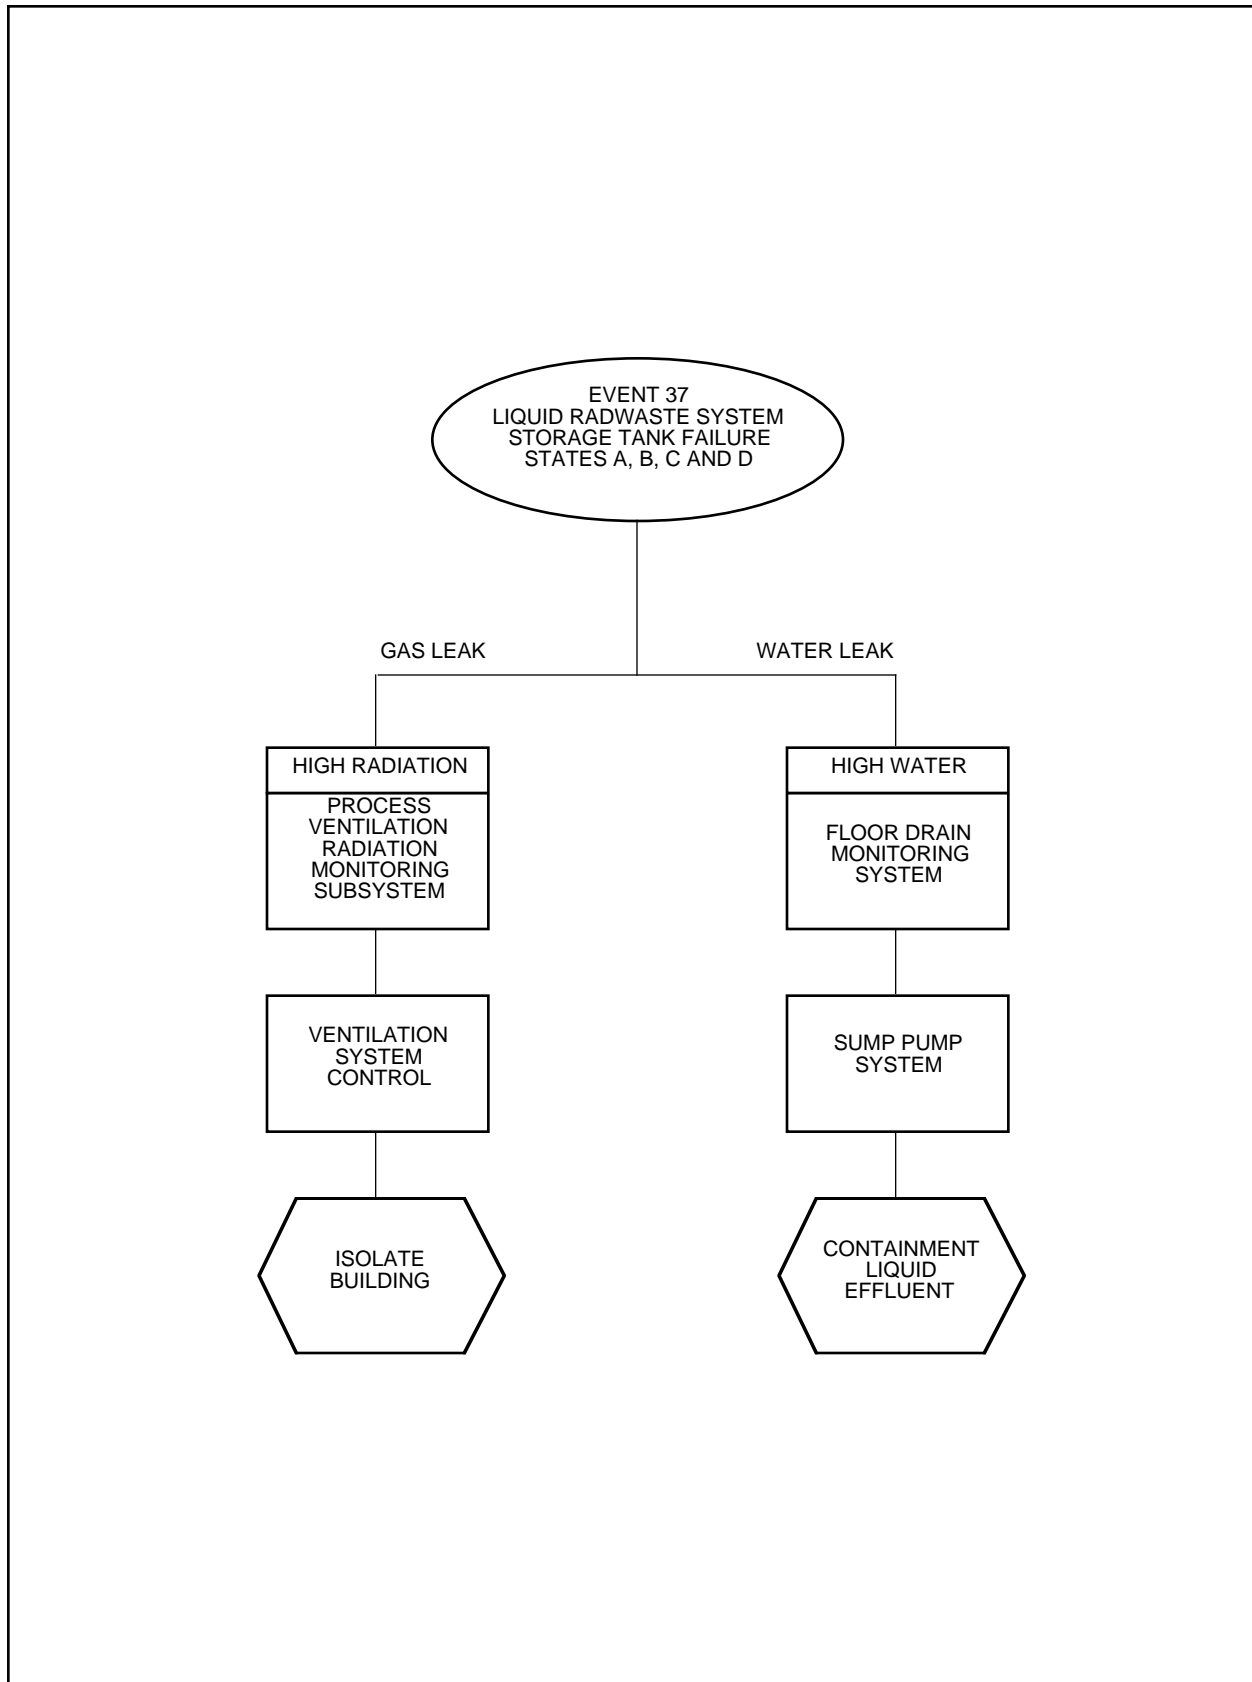 EVENT 37
LIQUID RADWASTE SYSTEM
STORAGE TANK FAILURE
STATES A, B, C AND D
GAS LEAK
WATER LEAK
HIGH RADIATION
PROCESS
VENTILATION
RADIATION
MONITORING
SUBSYSTEM
HIGH WATER
FLOOR DRAIN
MONITORING
SYSTEM
VENTILATION
SYSTEM
CONTROL
SUMP PUMP
SYSTEM
ISOLATE
BUILDING
CONTAINMENT
LIQUID
EFFLUENT